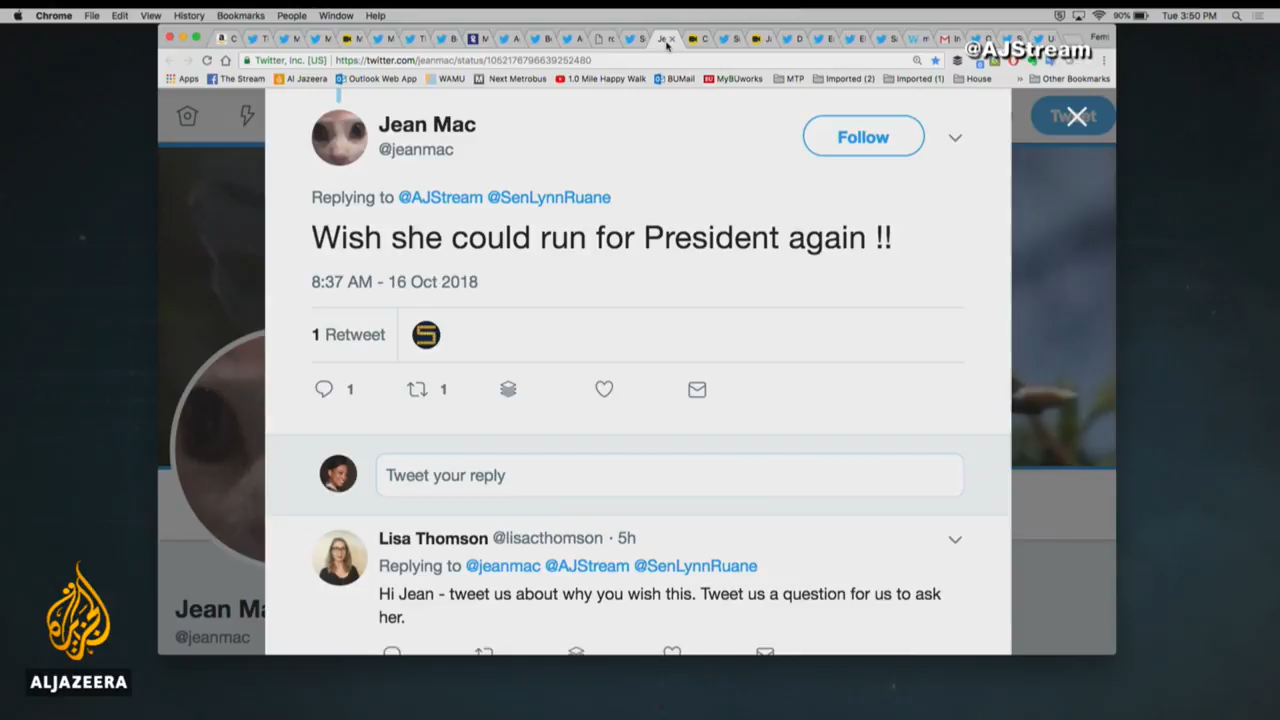 Chrome File Edit View History Bookmarks People Window Help
90% Tue 3:50 PM
@AJStream
Twitter, Inc. [US] https://twitter.com/jeanmac/status/1052176796639252480
Apps The Stream Al Jazeera Outlook Web App WAMU Next Metrobus 1.0 Mile Happy Walk BUMail MyBUworks MTP Imported (2) Imported (1) House » Other Bookmarks
Jean Mac
@jeanmac
Follow
Tweet
Replying to @AJStream @SenLynnRuane
Wish she could run for President again !!
8:37 AM - 16 Oct 2018
1 Retweet
S
1 1
Tweet your reply
Lisa Thomson @lisacthomson · 5h
Replying to @jeanmac @AJStream @SenLynnRuane
Hi Jean - tweet us about why you wish this. Tweet us a question for us to ask
her.
Jean Ma
@jeanmac
ALJAZEERA